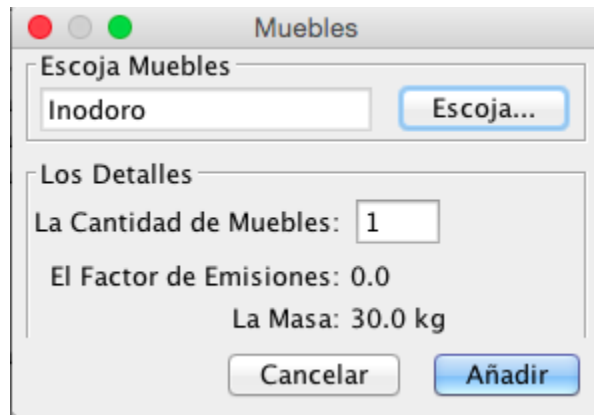 Muebles
Escoja Muebles
Inodoro Escoja...
Los Detalles
La Cantidad de Muebles: 1
El Factor de Emisiones: 0.0
La Masa: 30.0 kg
Cancelar Añadir